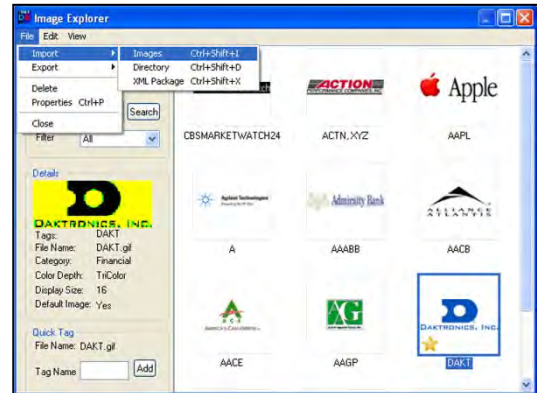 Image Explorer
File Edit View
Import
Export
Delete
Properties Ctrl+P
Close
Images Ctrl+Shift+I
Directory Ctrl+Shift+D
XML Package Ctrl+Shift+X
Search
Filter All
Details
DAKTRONICS, INC.
Tags: DAKT
File Name: DAKT.gif
Category: Financial
Color Depth: TriColor
Display Size: 16
Default Image: Yes
Quick Tag
File Name: DAKT.gif
Tag Name Add
ACTION
Apple
CBSMARKETWATCH24 ACTN, XYZ AAPL
Agilent Technologies
Admiralty Bank
ALLIANCE
ATLANTIS
A AAABB AACB
ACE
AG
DAKTRONICS, INC.
AACE AAGP DAKT